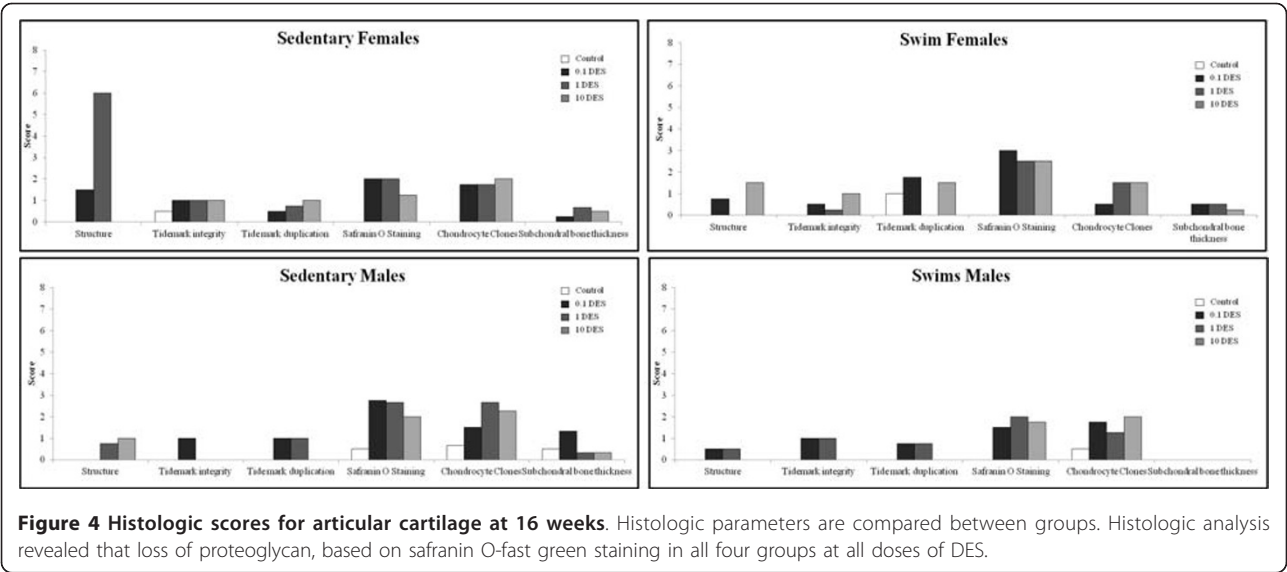 Sedentary Females
8
7
6
5
4
3
2
1
0
Score
Control
0.1 DES
1 DES
10 DES
Structure Tidemark integrity Tidemark duplication Safranin O Staining Chondrocyte Clones Subchondral bone thickness
Swim Females
8
7
6
5
4
3
2
1
0
Score
Control
0.1 DES
1 DES
10 DES
Structure Tidemark integrity Tidemark duplication Safranin O Staining Chondrocyte Clones Subchondral bone
thickness
Sedentary Males
8
7
6
5
4
3
2
1
0
Score
Control
0.1 DES
1 DES
10 DES
Structure Tidemark integrity Tidemark duplication Safranin O Staining Chondrocyte Clones Subchondral bone thickness
Swims Males
8
7
6
5
4
3
2
1
0
Score
Control
0.1 DES
1 DES
10 DES
Structure Tidemark integrity Tidemark duplication Safranin O Staining Chondrocyte Clones Subchondral bone thickness
Figure 4 Histologic scores for articular cartilage at 16 weeks. Histologic parameters are compared between groups. Histologic analysis
revealed that loss of proteoglycan, based on safranin O-fast green staining in all four groups at all doses of DES.